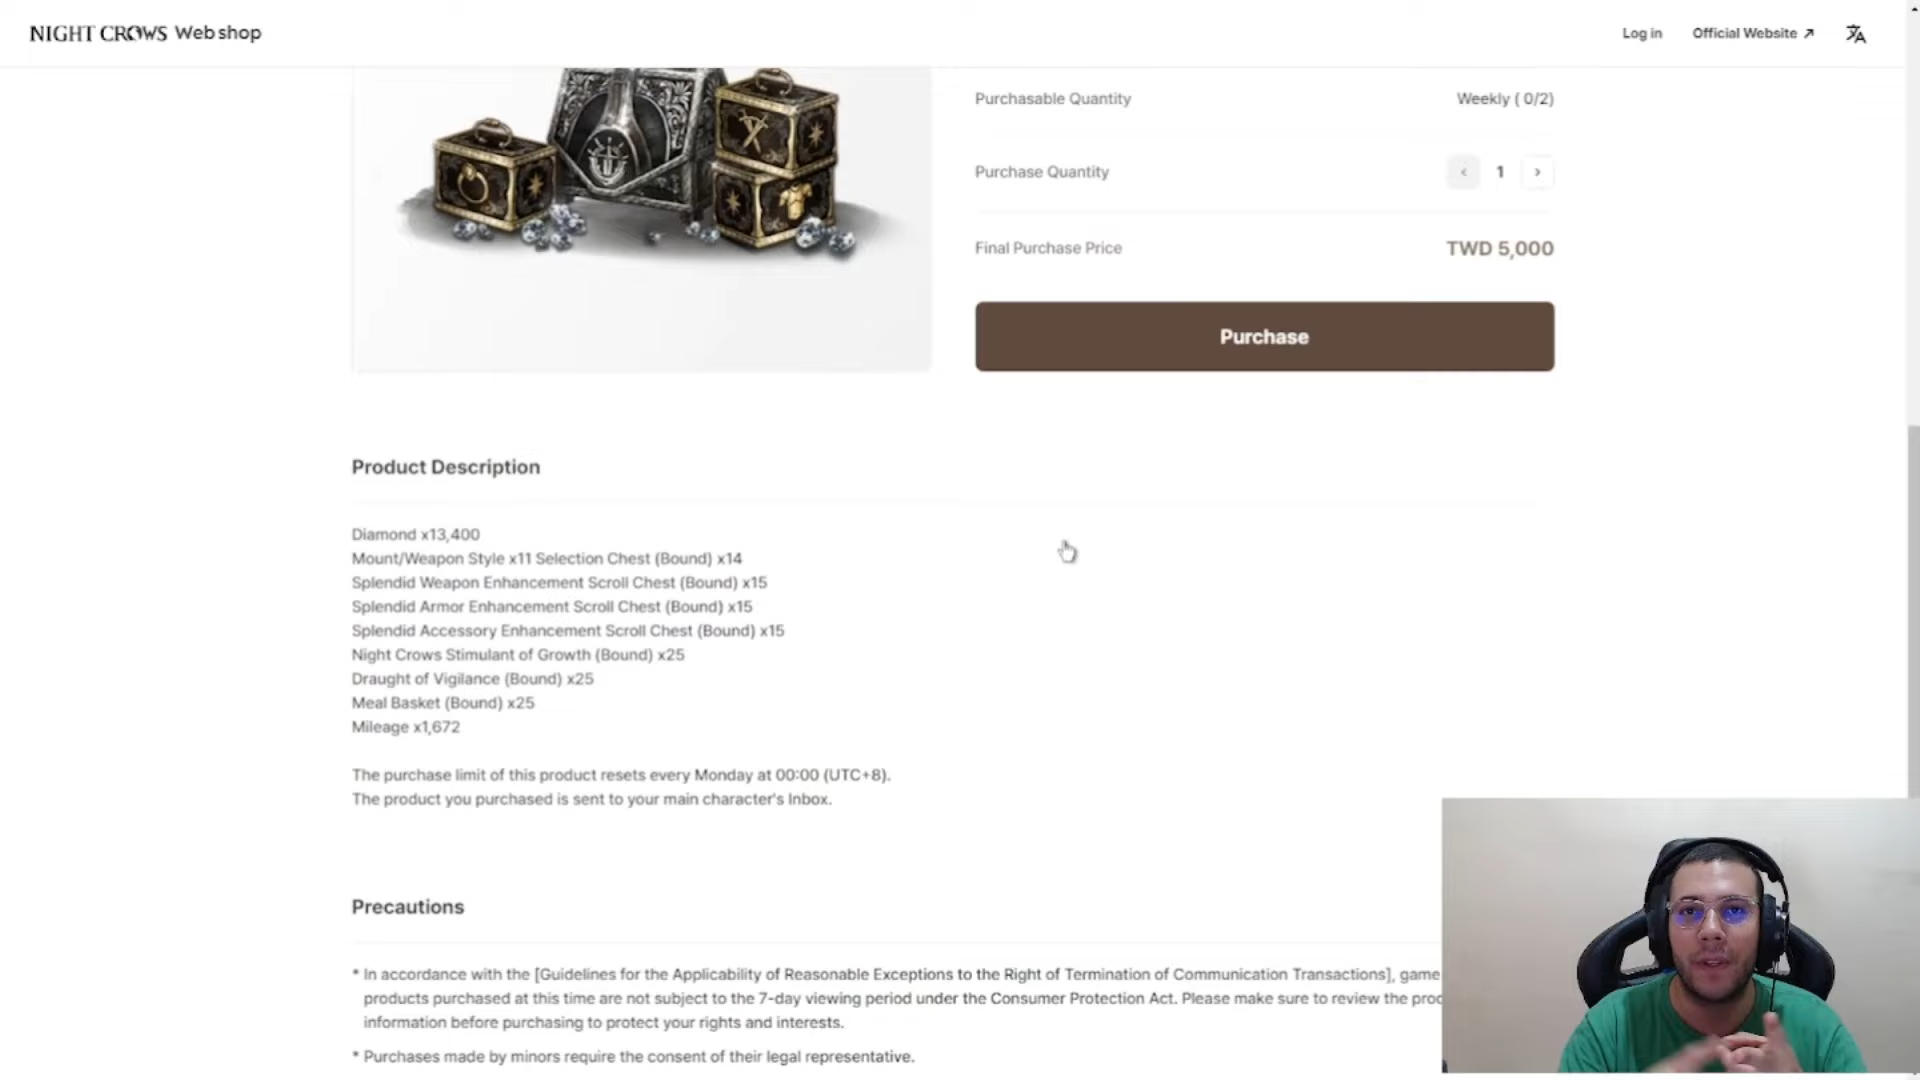 NIGHT CROWS Web shop
Log in
Official Website
Purchasable Quantity
Weekly ( 0/2)
Purchase Quantity
1
Final Purchase Price
TWD 5,000
Purchase
Product Description
Diamond x13,400
Mount/Weapon Style x11 Selection Chest (Bound) x14
Splendid Weapon Enhancement Scroll Chest (Bound) x15
Splendid Armor Enhancement Scroll Chest (Bound) x15
Splendid Accessory Enhancement Scroll Chest (Bound) x15
Night Crows Stimulant of Growth (Bound) x25
Draught of Vigilance (Bound) x25
Meal Basket (Bound) x25
Mileage x1,672
The purchase limit of this product resets every Monday at 00:00 (UTC+8).
The product you purchased is sent to your main character's Inbox.
Precautions
* In accordance with the [Guidelines for the Applicability of Reasonable Exceptions to the Right of Termination of Communication Transactions], game
products purchased at this time are not subject to the 7-day viewing period under the Consumer Protection Act. Please make sure to review the proc
information before purchasing to protect your rights and interests.
* Purchases made by minors require the consent of their legal representative.